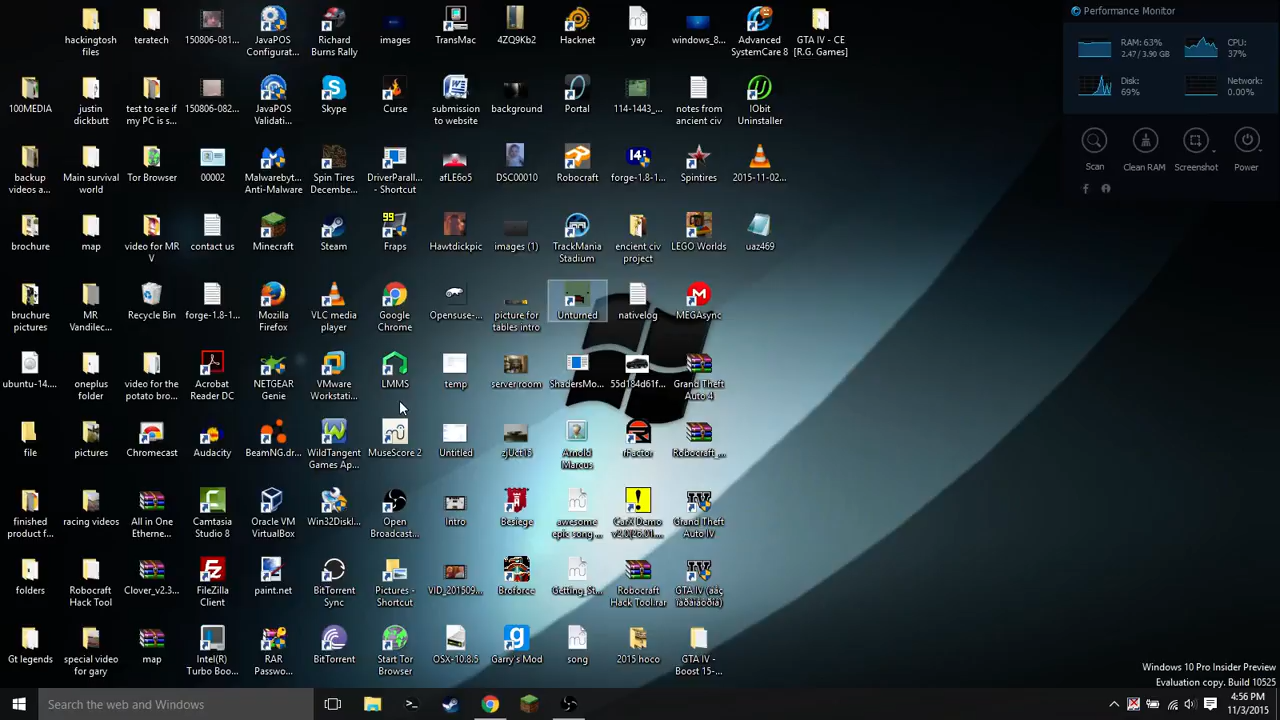 hackingtosh files
teratech
150806-081...
JavaPOS Configurat...
Richard Burns Rally
images
TransMac
4ZQ9Kb2
Hacknet
yay
windows_8...
Advanced SystemCare 8
GTA IV - CE [R.G. Games]
100MEDIA
justin dickbutt
test to see if my PC is s...
150806-082...
JavaPOS Validati...
Skype
Curse
submission to website
background
Portal
114-1443_...
notes from ancient civ
IObit Uninstaller
backup videos a...
Main survival world
Tor Browser
00002
Malwarebyt... Anti-Malware
Spin Tires Decembe...
DriverParall... - Shortcut
afLE6o5
DSC00010
Robocraft
forge-1.8-1...
Spintires
2015-11-02...
brochure
map
video for MR V
contact us
Minecraft
Steam
Fraps
Hawtdickpic
images (1)
TrackMania Stadium
encient civ project
LEGO Worlds
uaz469
bruchure pictures
MR Vandilec...
Recycle Bin
forge-1.8-1...
Mozilla Firefox
VLC media player
Google Chrome
Opensuse-...
picture for tables intro
Unturned
nativelog
MEGAsync
ubuntu-14....
oneplus folder
video for the potato bro...
Acrobat Reader DC
NETGEAR Genie
VMware Workstati...
LMMS
temp
server room
ShadersMo...
55d184d61f...
Grand Theft Auto 4
file
pictures
Chromecast
Audacity
BeamNG.dr...
WildTangent Games Ap...
MuseScore 2
Untitled
gjUct15
Arnold Marcus
rFactor
Robocraft_...
finished product f...
racing videos
All in One Etherne...
Camtasia Studio 8
Oracle VM VirtualBox
Win32Diskl...
Open Broadcast...
Intro
Besiege
awesome epic song ...
CarX Demo v2.0(26.01....
Grand Theft Auto IV
folders
Robocraft Hack Tool
Clover_v2.3...
FileZilla Client
paint.net
BitTorrent Sync
Pictures - Shortcut
VID_201509...
Broforce
Getting_St...
Robocraft Hack Tool.rar
Gt legends
special video for gary
map
Intel(R) Turbo Boo...
RAR Passwo...
BitTorrent
Start Tor Browser
OSX-10.8.5
Garry's Mod
song
2015 hoco
GTA IV - Boost 15-...
Performance Monitor
RAM: 63%
2.47 / 3.90 GB
CPU:
37%
Disk:
69%
Network:
0.00%
Scan
Clean RAM
Screenshot
Power
Windows 10 Pro Insider Preview
Evaluation copy. Build 10525
Search the web and Windows
4:56 PM
11/3/2015